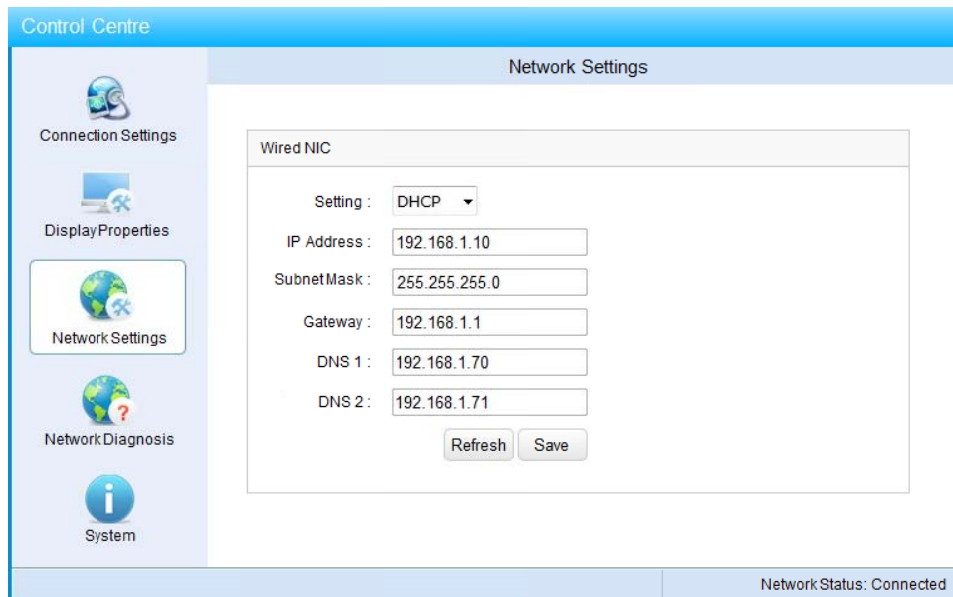 Control Centre
Network Settings
Connection Settings
Display Properties
Network Settings
Network Diagnosis
System
Wired NIC
Setting : DHCP
IP Address : 192.168.1.10
Subnet Mask : 255.255.255.0
Gateway : 192.168.1.1
DNS 1 : 192.168.1.70
DNS 2 : 192.168.1.71
Refresh Save
Network Status: Connected